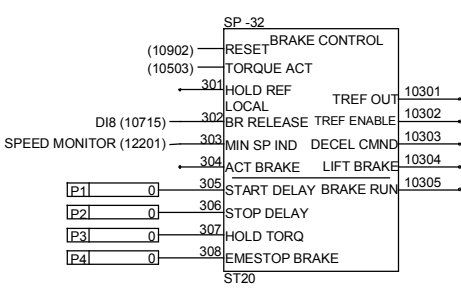 SP -32
BRAKE CONTROL
(10902) RESET
(10503) TORQUE ACT
301 HOLD REF TREF OUT 10301
LOCAL
DI8 (10715) 302 BR RELEASE TREF ENABLE 10302
SPEED MONITOR (12201) 303 MIN SP IND DECEL CMND 10303
304 ACT BRAKE LIFT BRAKE 10304
P1 0 305 START DELAY BRAKE RUN 10305
P2 0 306 STOP DELAY
P3 0 307 HOLD TORQ
P4 0 308 EMESTOP BRAKE
ST20